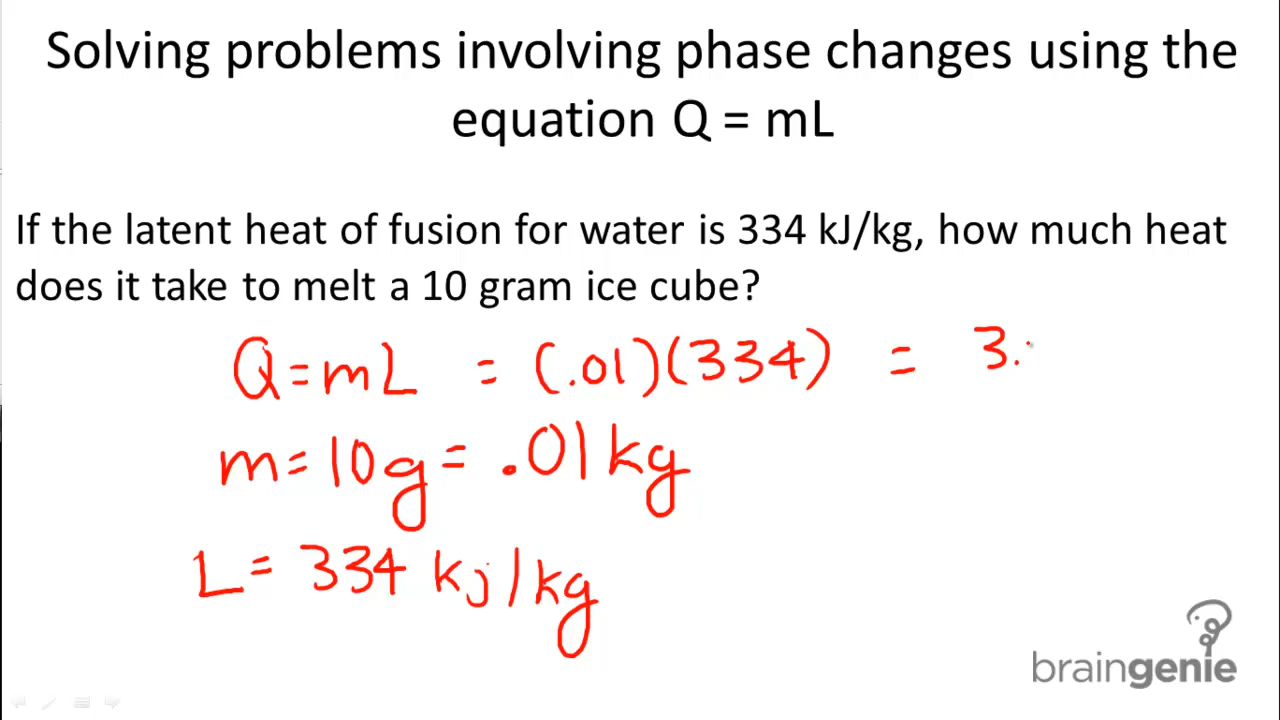 Solving problems involving phase changes using the
equation Q = mL
If the latent heat of fusion for water is 334 kJ/kg, how much heat
does it take to melt a 10 gram ice cube?
Q = mL = (.01)(334) = 3.
m = 10g = .01 kg
L = 334 kj/kg
braingenie